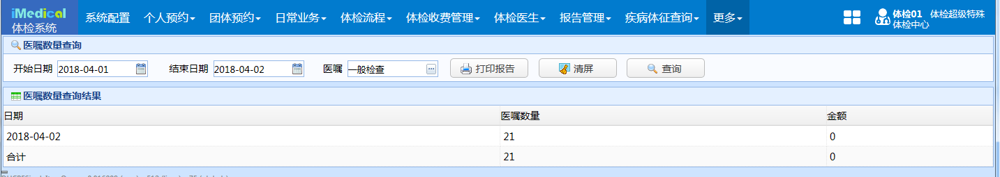 iMedical
体检系统
系统配置 个人预约 团体预约 日常业务 体检流程 体检收费管理 体检医生 报告管理 疾病体征查询 更多
体检01 体检超级特殊
体检中心
医嘱数量查询
开始日期 2018-04-01 结束日期 2018-04-02 医嘱 一般检查 打印报告 清屏 查询
医嘱数量查询结果
日期 医嘱数量 金额
2018-04-02 21 0
合计 21 0